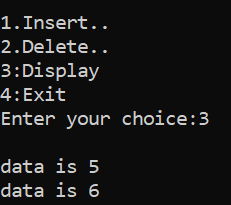 1.Insert..
2.Delete..
3:Display
4:Exit
Enter your choice:3
data is 5
data is 6